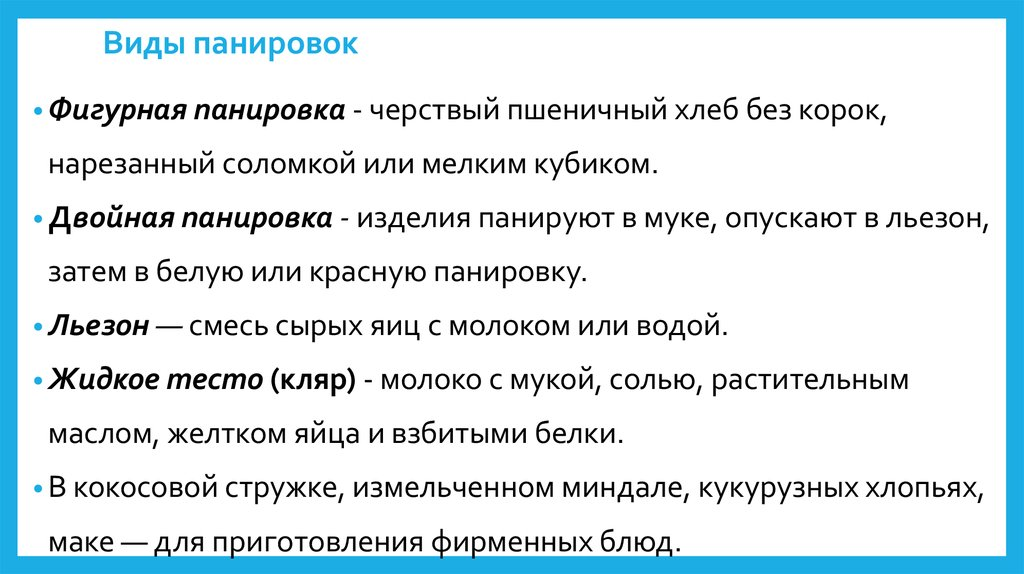 Виды панировок
• Фигурная панировка - черствый пшеничный хлеб без корок,
нарезанный соломкой или мелким кубиком.
• Двойная панировка - изделия панируют в муке, опускают в льезон,
затем в белую или красную панировку.
• Льезон — смесь сырых яиц с молоком или водой.
• Жидкое тесто (кляр) - молоко с мукой, солью, растительным
маслом, желтком яйца и взбитыми белки.
• В кокосовой стружке, измельченном миндале, кукурузных хлопьях,
маке — для приготовления фирменных блюд.